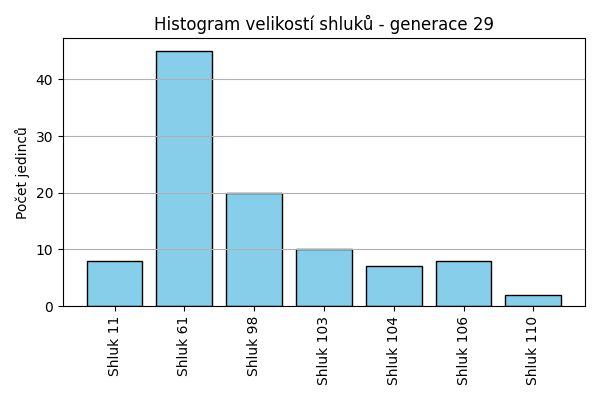 Histogram velikostí shluků - generace 29
Počet jedinců
40
30
20
10
0
Shluk 11
Shluk 61
Shluk 98
Shluk 103
Shluk 104
Shluk 106
Shluk 110